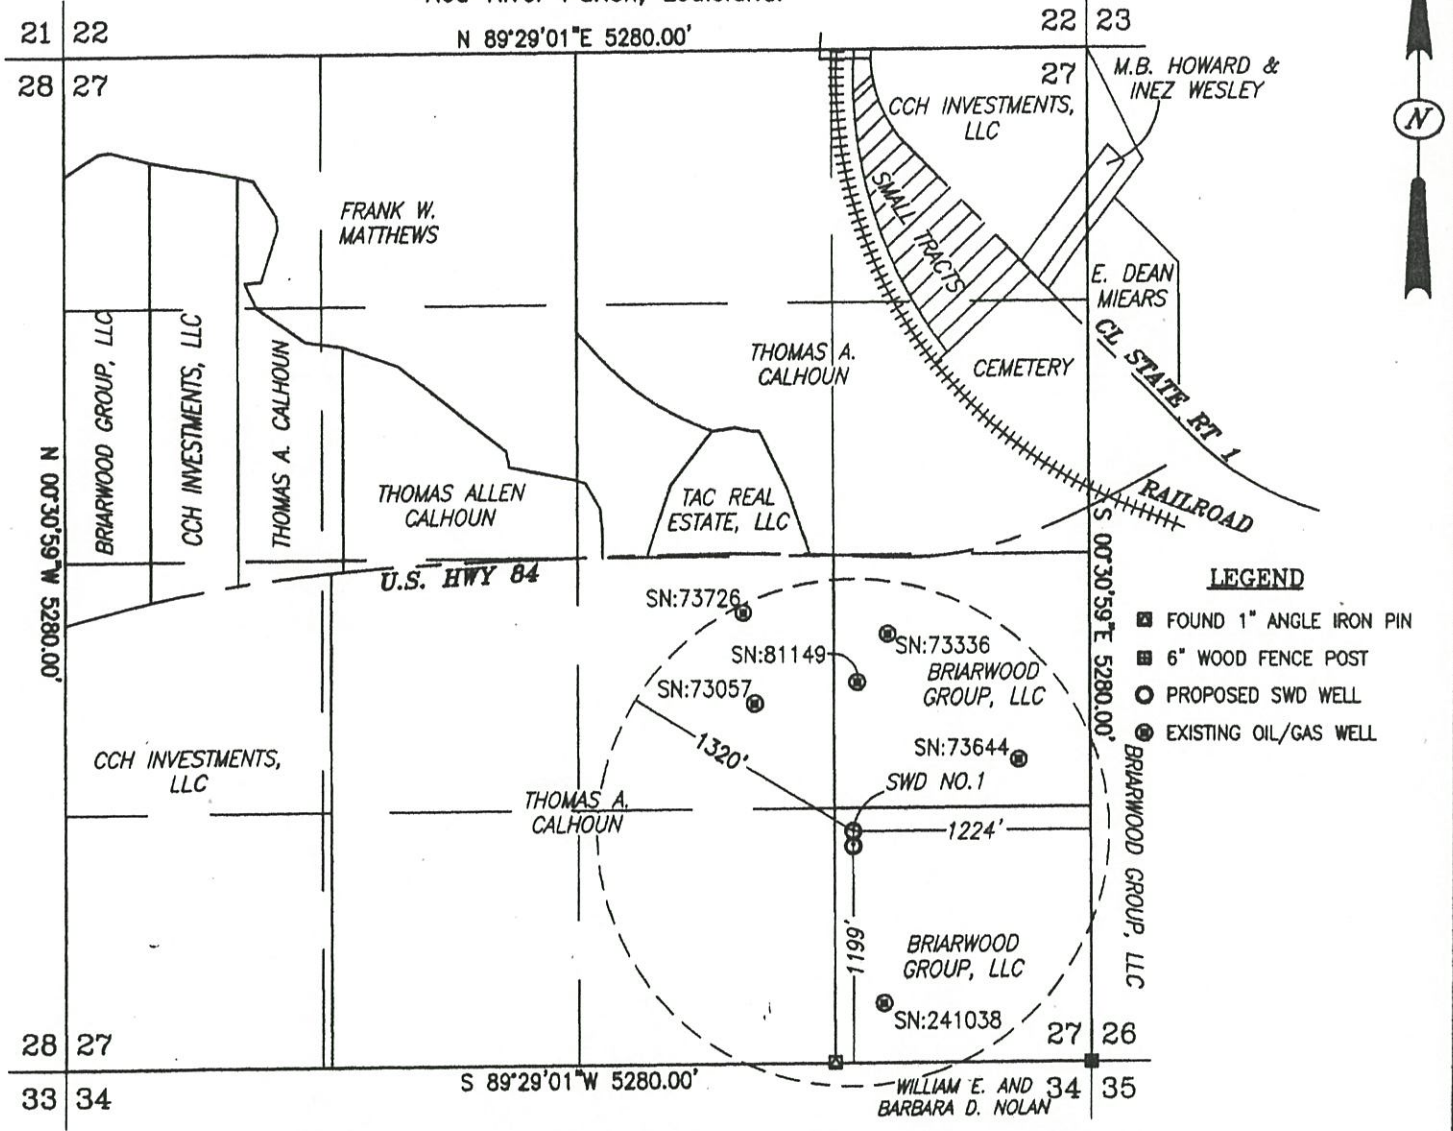 N 89°29'01"E 5280.00'
21 22
28 27
22 23
27
M.B. HOWARD &
INEZ WESLEY
N
CCH INVESTMENTS,
LLC
FRANK W.
MATTHEWS
SMALL TRACTS
E. DEAN
MIEARS
BRIARWOOD GROUP, LLC
CCH INVESTMENTS, LLC
THOMAS A. CALHOUN
THOMAS A.
CALHOUN
CEMETERY
CL STATE RT 1
N 00°30'59"W 5280.00'
THOMAS ALLEN
CALHOUN
TAC REAL
ESTATE, LLC
RAILROAD
S 00°30'59"E 5280.00'
U.S. HWY 84
LEGEND
FOUND 1" ANGLE IRON PIN
6" WOOD FENCE POST
PROPOSED SWD WELL
EXISTING OIL/GAS WELL
SN:73726
SN:73336
SN:81149
BRIARWOOD
GROUP, LLC
SN:73057
SN:73644
1320'
SWD NO.1
CCH INVESTMENTS,
LLC
THOMAS A.
CALHOUN
1224'
BRIARWOOD GROUP, LLC
1199'
BRIARWOOD
GROUP, LLC
SN:241038
28 27
33 34
27 26
34 35
S 89°29'01"W 5280.00'
WILLIAM E. AND
BARBARA D. NOLAN